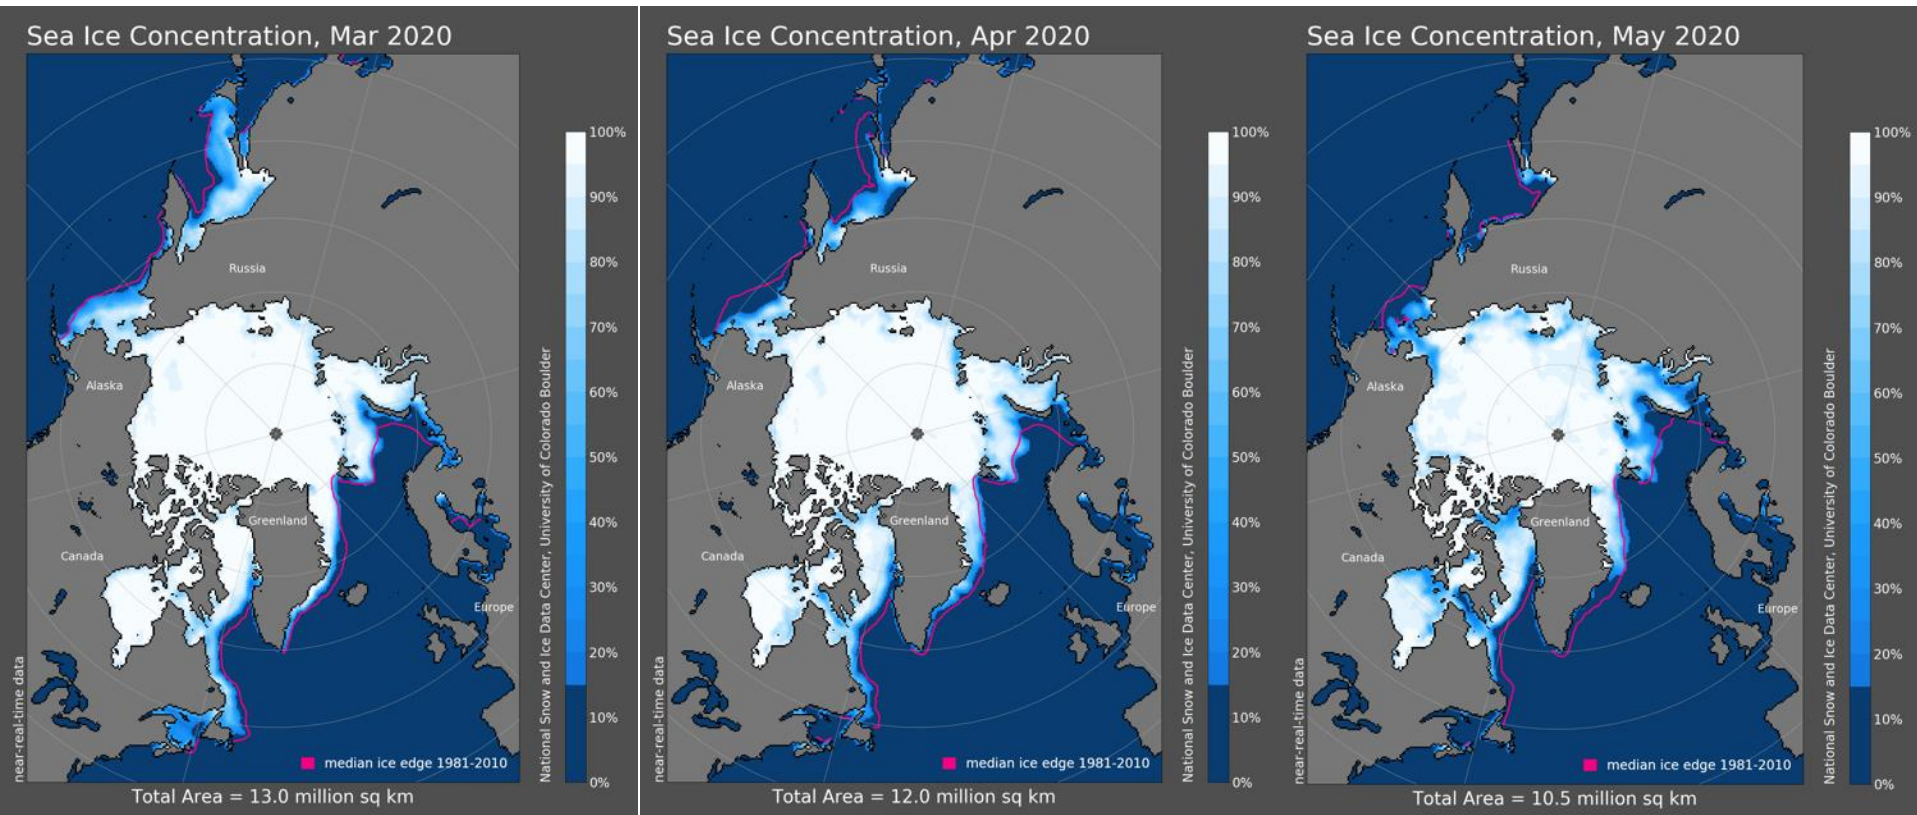 Sea Ice Concentration, Mar 2020
100%
90%
80%
70%
60%
50%
40%
30%
20%
10%
0%
Russia
Alaska
Greenland
Canada
Europe
near-real-time data
National Snow and Ice Data Center, University of Colorado Boulder
median ice edge 1981-2010
Total Area = 13.0 million sq km
Sea Ice Concentration, Apr 2020
100%
90%
80%
70%
60%
50%
40%
30%
20%
10%
0%
Russia
Alaska
Greenland
Canada
Europe
near-real-time data
National Snow and Ice Data Center, University of Colorado Boulder
median ice edge 1981-2010
Total Area = 12.0 million sq km
Sea Ice Concentration, May 2020
100%
90%
80%
70%
60%
50%
40%
30%
20%
10%
0%
Russia
Alaska
Greenland
Canada
Europe
near-real-time data
National Snow and Ice Data Center, University of Colorado Boulder
median ice edge 1981-2010
Total Area = 10.5 million sq km